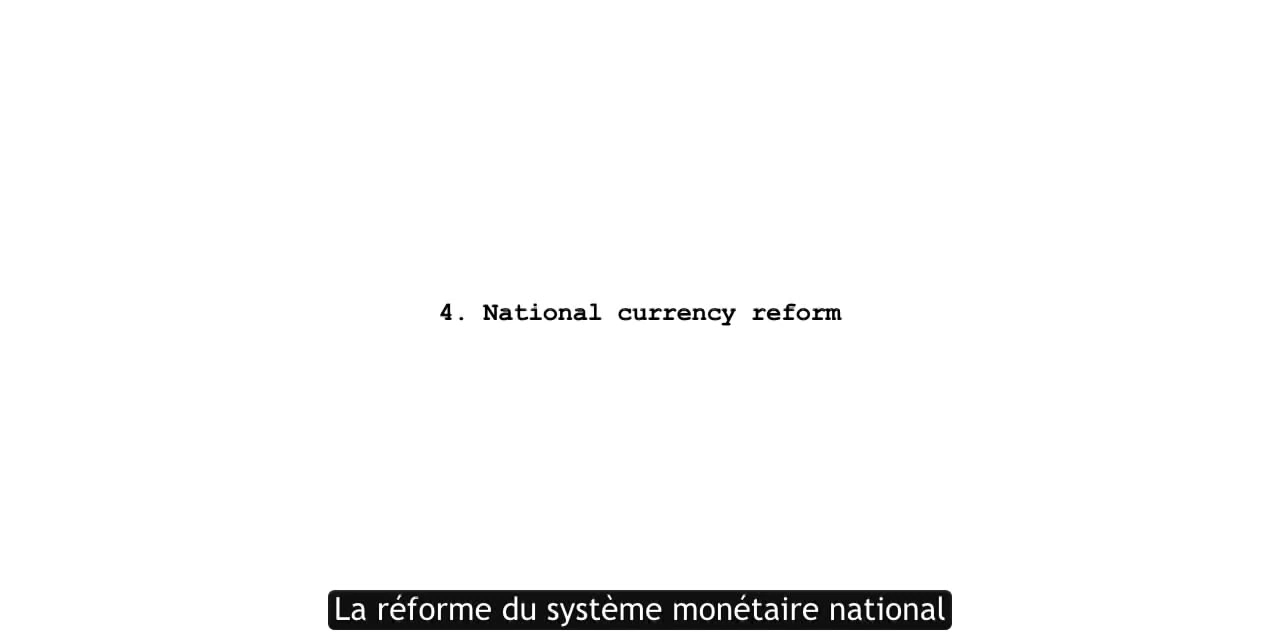 4. National currency reform
La réforme du système monétaire national